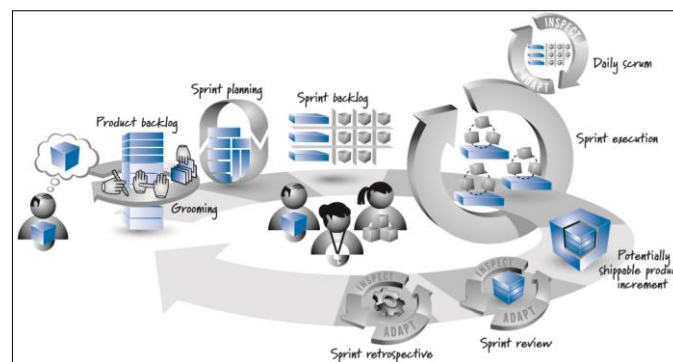 INSPECT
ADAPT
Daily scrum
Sprint planning
Sprint backlog
Product backlog
Sprint execution
Grooming
Potentially
shippable product
increment
INSPECT
ADAPT
INSPECT
ADAPT
Sprint review
Sprint retrospective